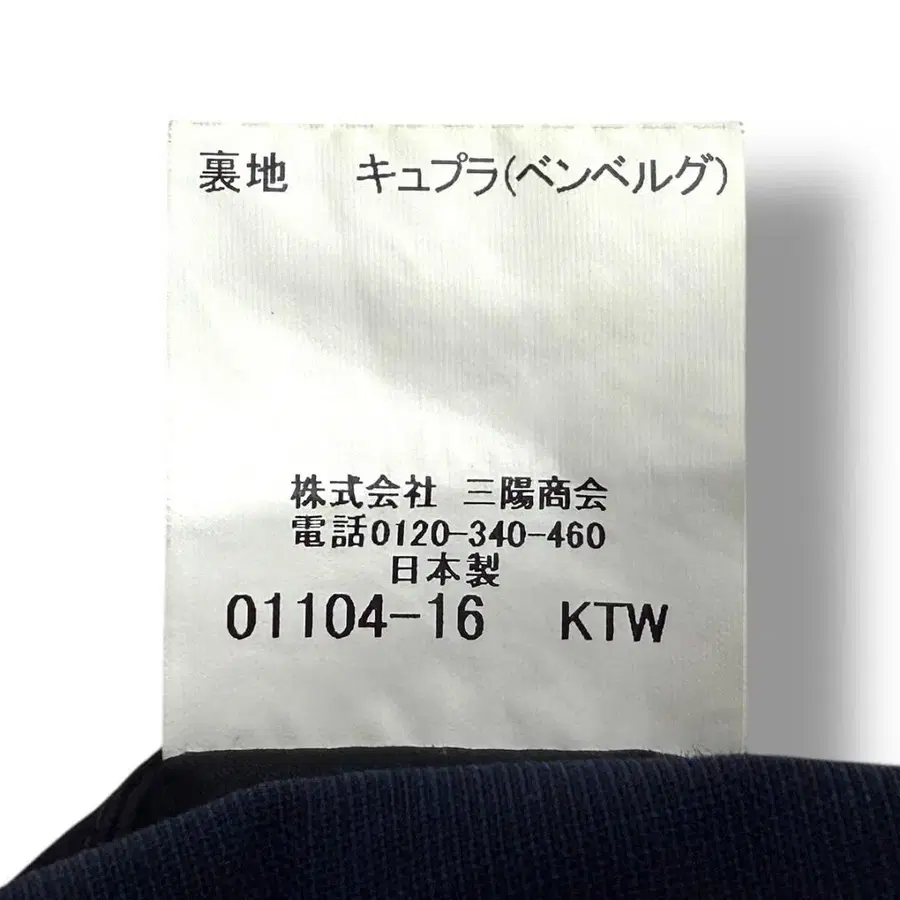 裏地　キュプラ(ベンベルグ)
株式会社 三陽商会
電話0120-340-460
日本製
01104-16 KTW